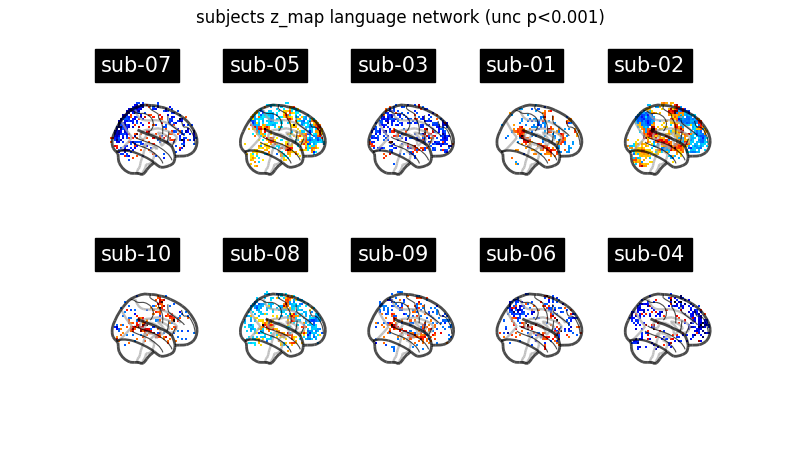 subjects z_map language network (unc p<0.001)
sub-07
sub-05
sub-03
sub-01
sub-02
sub-10
sub-08
sub-09
sub-06
sub-04